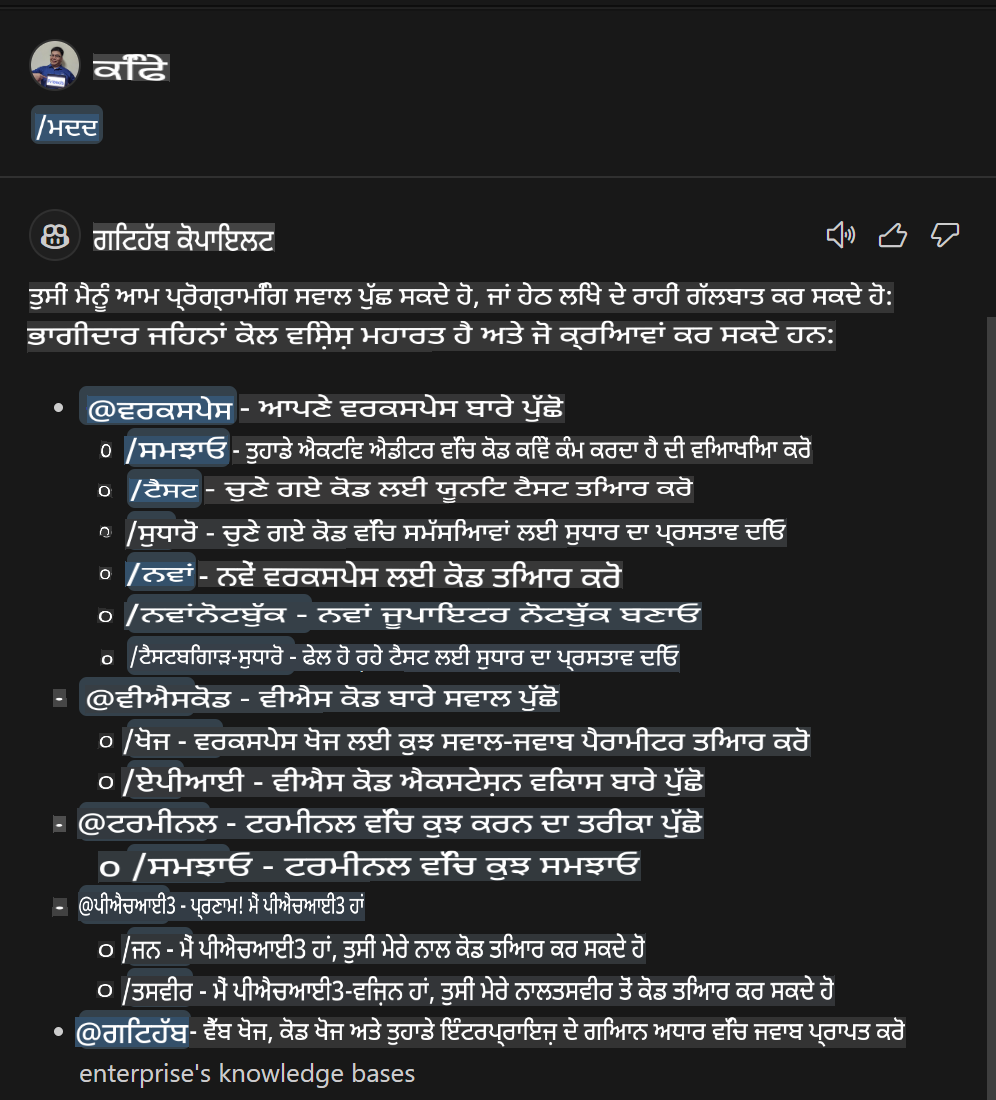 ਕਾਂਫਿੇ
/ਮਦਦ
ਗਟਿਹੱਬ ਕੋਪਾਇਲਟ
ਤੁਸੀਂ ਮੈਨੂੰ ਆਮ ਪ੍ਰੋਗ੍ਰਾਮਿੰਗ ਸਵਾਲ ਪੁੱਛ ਸਕਦੇ ਹੋ, ਜਾਂ ਹੇਠ ਲਖਿੇ ਦੇ ਰਾਹੀਂ ਗੱਲਬਾਤ ਕਰ ਸਕਦੇ ਹੋ:
ਭਾਗੀਦਾਰ ਜਹਿਨਾਂ ਕੋਲ ਵਸ਼ਿੇਸ਼ ਮਹਾਰਤ ਹੈ ਅਤੇ ਜੋ ਕ੍ਰਿਆਵਾਂ ਕਰ ਸਕਦੇ ਹਨ:
• @ਵਰਕਸਪੇਸ - ਆਪਣੇ ਵਰਕਸਪੇਸ ਬਾਰੇ ਪੁੱਛੋ
o /ਸਮਝਾਓ - ਤੁਹਾਡੇ ਐਕਟਵਿ ਐਡੀਟਰ ਵੱਚਿ ਕੋਡ ਕਵਿੇਂ ਕੰਮ ਕਰਦਾ ਹੈ ਦੀ ਵਆਿਖਆਿ ਕਰੋ
o /ਟੈਸਟ - ਚੁਣੇ ਗਏ ਕੋਡ ਲਈ ਯੂਨਟਿ ਟੈਸਟ ਤਆਿਰ ਕਰੋ
o /ਸੁਧਾਰੋ - ਚੁਣੇ ਗਏ ਕੋਡ ਵੱਚਿ ਸਮੱਸਆਿਵਾਂ ਲਈ ਸੁਧਾਰ ਦਾ ਪ੍ਰਸਤਾਵ ਦਓਿ
o /ਨਵਾਂ - ਨਵੇਂ ਵਰਕਸਪੇਸ ਲਈ ਕੋਡ ਤਆਿਰ ਕਰੋ
o /ਨਵਾਂਨੋਟਬੁੱਕ - ਨਵਾਂ ਜੂਪਾਇਟਰ ਨੋਟਬੁੱਕ ਬਣਾਓ
o /ਟੈਸਟਬਗਿਾੜ-ਸੁਧਾਰੋ - ਫੇਲ ਹੋ ਰਹੇ ਟੈਸਟ ਲਈ ਸੁਧਾਰ ਦਾ ਪ੍ਰਸਤਾਵ ਦਓਿ
- @ਵੀਐਸਕੋਡ - ਵੀਐਸ ਕੋਡ ਬਾਰੇ ਸਵਾਲ ਪੁੱਛੋ
o /ਖੋਜ - ਵਰਕਸਪੇਸ ਖੋਜ ਲਈ ਕੁਝ ਸਵਾਲ-ਜਵਾਬ ਪੈਰਾਮੀਟਰ ਤਆਿਰ ਕਰੋ
o /ਏਪੀਆਈ - ਵੀਐਸ ਕੋਡ ਐਕਸਟੇਸ਼ਨ ਵਕਿਾਸ ਬਾਰੇ ਪੁੱਛੋ
- @ਟਰਮੀਨਲ - ਟਰਮੀਨਲ ਵੱਚਿ ਕੁਝ ਕਰਨ ਦਾ ਤਰੀਕਾ ਪੁੱਛੋ
o /ਸਮਝਾਓ - ਟਰਮੀਨਲ ਵੱਚਿ ਕੁਝ ਸਮਝਾਓ
- @ਪੀਐਚਆਈ3 - ਪ੍ਰਣਾਮ! ਮੈਂ ਪੀਐਚਆਈ3 ਹਾਂ
o /ਜਨ - ਮੈਂ ਪੀਐਚਆਈ3 ਹਾਂ, ਤੁਸੀ ਮੇਰੇ ਨਾਲ ਕੋਡ ਤਆਿਰ ਕਰ ਸਕਦੇ ਹੋ
o /ਤਸਵੀਰ - ਮੈਂ ਪੀਐਚਆਈ3-ਵਜ਼ਿਨ ਹਾਂ, ਤੁਸੀ ਮੇਰੇ ਨਾਲਤਸਵੀਰ ਤੋਂ ਕੋਡ ਤਆਿਰ ਕਰ ਸਕਦੇ ਹੋ
• @ਗਟਿਹੱਬ- ਵੈੱਬ ਖੋਜ, ਕੋਡ ਖੋਜ ਅਤੇ ਤੁਹਾਡੇ ਇੰਟਰਪ੍ਰਾਇਜ਼ ਦੇ ਗਆਿਨ ਅਧਾਰ ਵੱਚਿ ਜਵਾਬ ਪ੍ਰਾਪਤ ਕਰੋ
enterprise's knowledge bases